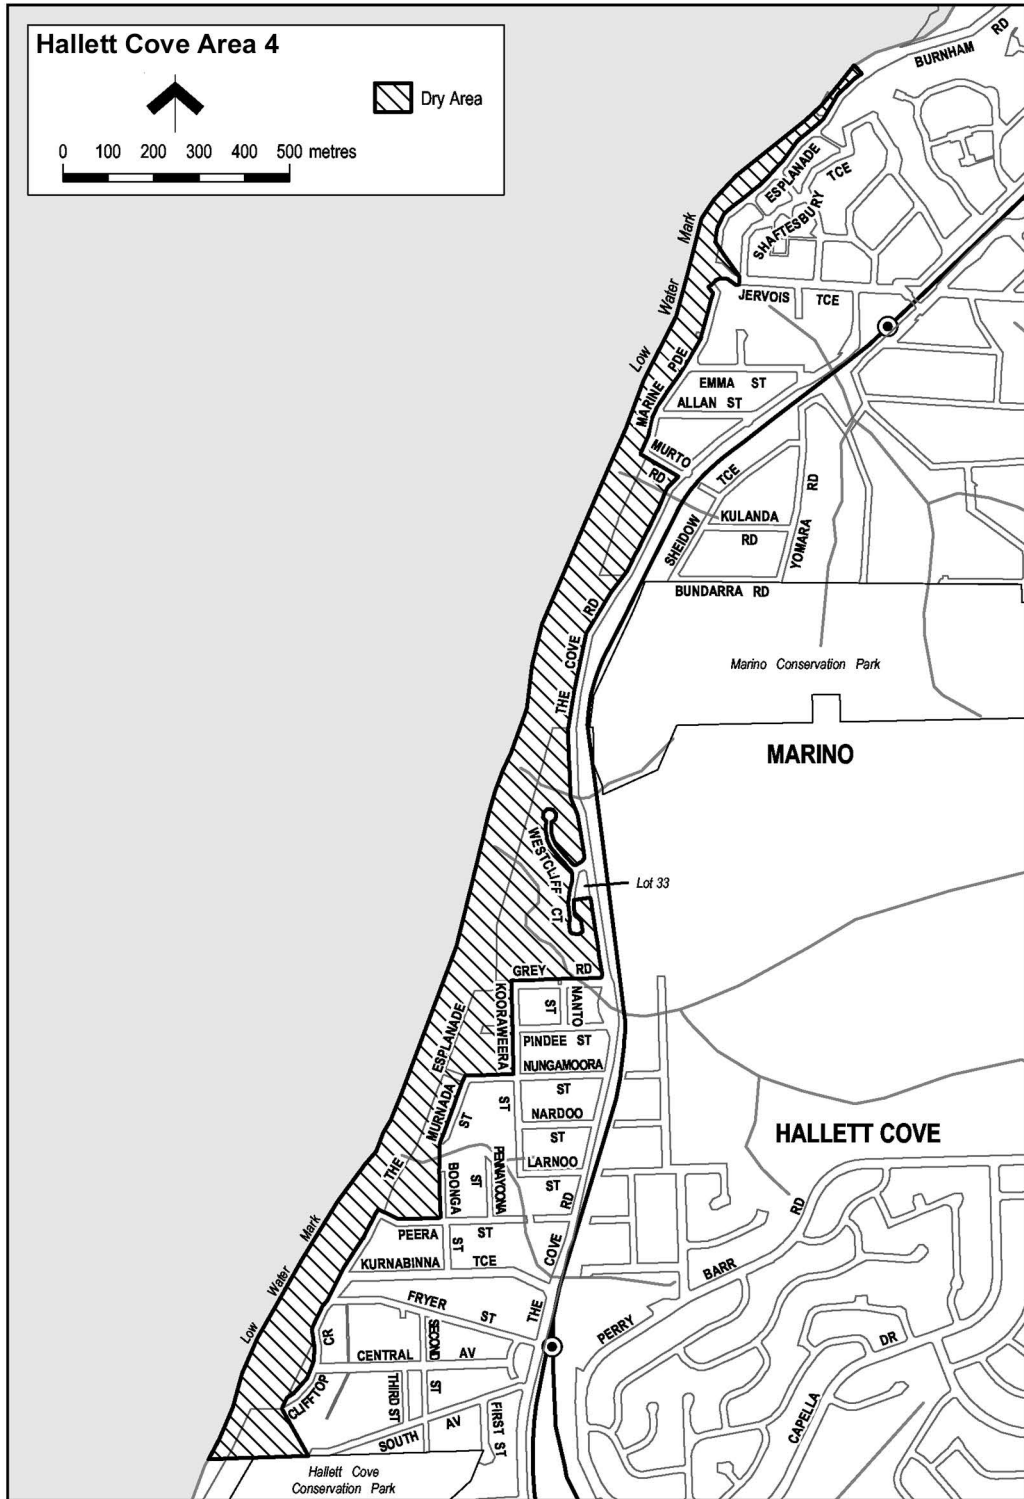 Hallett Cove Area 4
Dry Area
0 100 200 300 400 500 metres
BURNHAM RD
ESPLANADE
TCE
SHAFTESBURY
Low Water Mark
JERVOIS TCE
MARINE PDE
EMMA ST
ALLAN ST
MURTO
RD
TCE
SHEIDOW
KULANDA
RD
YOMARA RD
BUNDARRA RD
THE COVE RD
Marino Conservation Park
MARINO
WESTCLIFF CT
Lot 33
GREY RD
KOORAWEERA
ST
NANTO
ST
PINDEE ST
NUNGAMOORA
ST
NARDOO
ST
LARNOO
ST
THE ESPLANADE
MURNADA
ST
BOONGA
ST
PENNAYOONA
ST
HALLETT COVE
PEERA ST
KURNABINNA TCE
THE COVE RD
FRYER ST
Low Water Mark
CLIFFTOP CR
CENTRAL AV
SECOND
ST
THIRD ST
SOUTH AV
FIRST ST
PERRY BARR RD
CAPELLA DR
Hallett Cove
Conservation Park